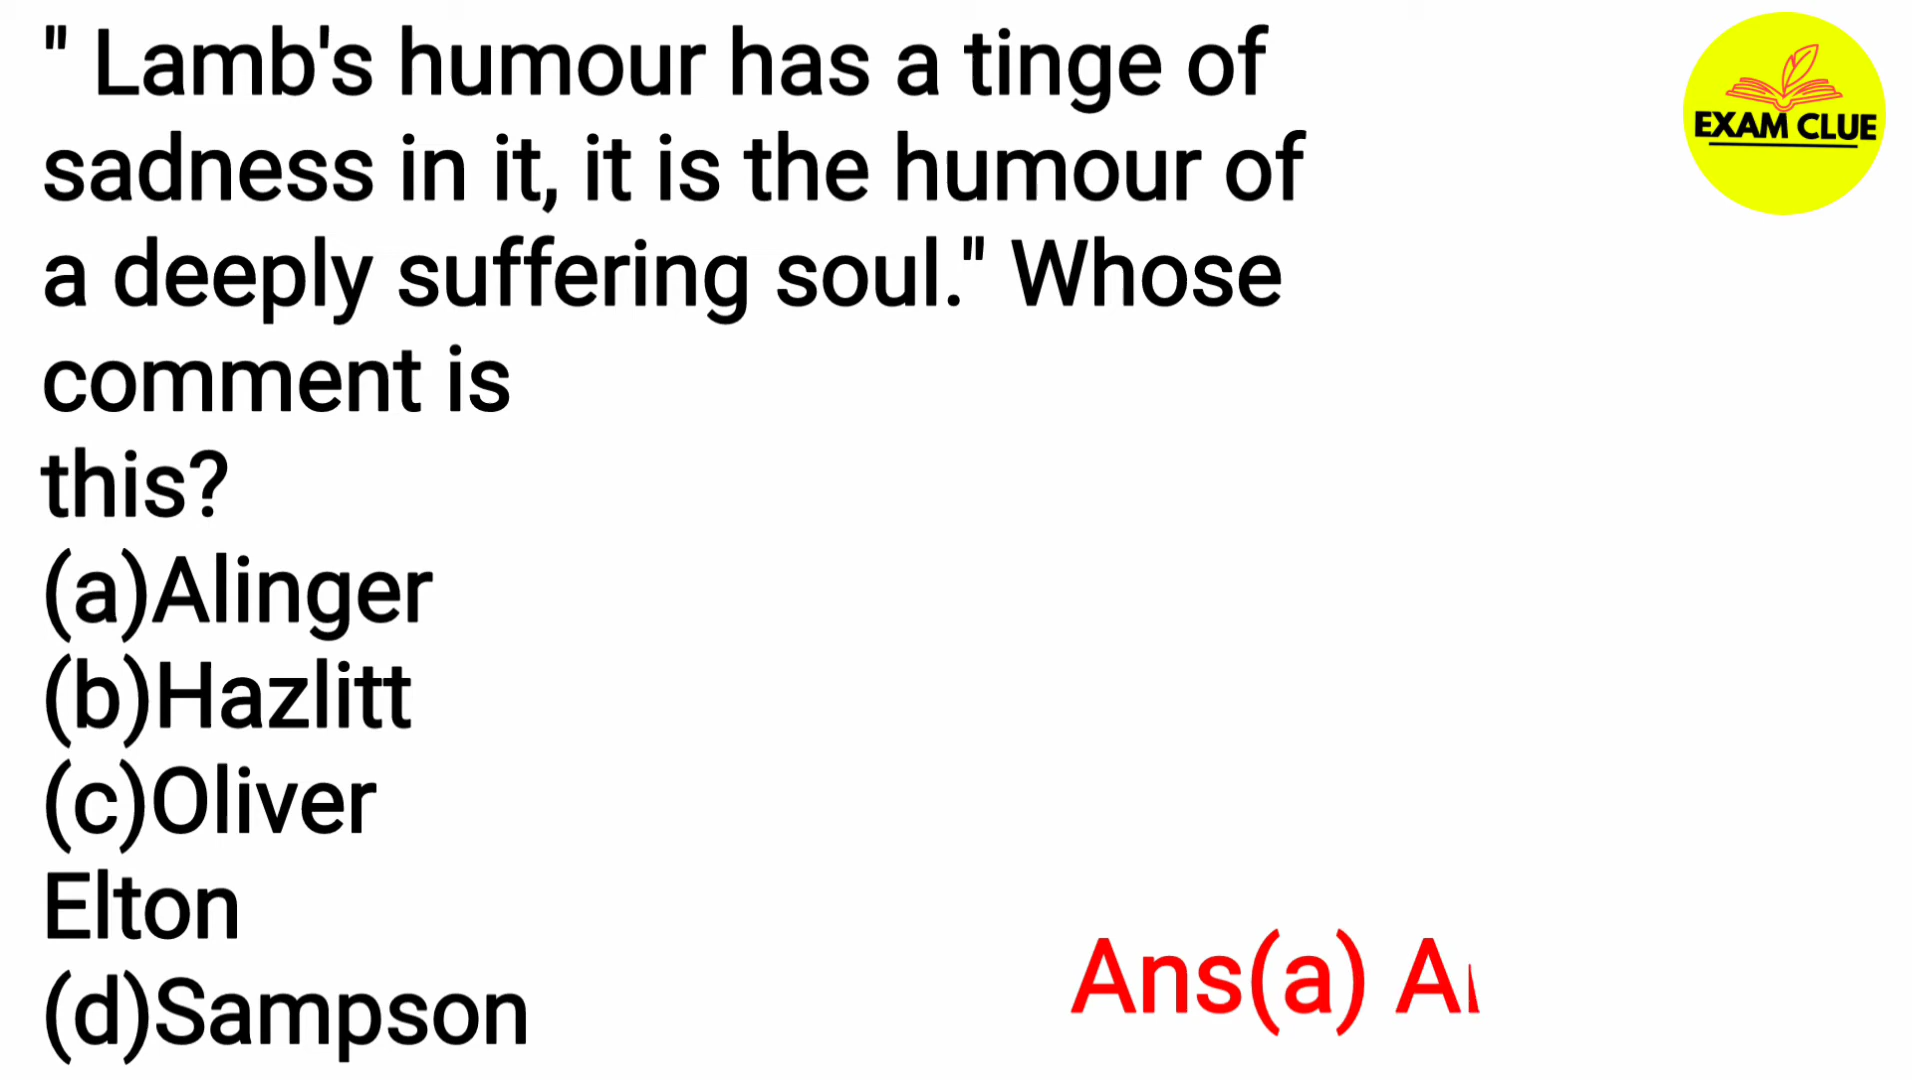 " Lamb's humour has a tinge of
sadness in it, it is the humour of
a deeply suffering soul." Whose
comment is
this?
(a)Alinger
(b)Hazlitt
(c)Oliver
Elton
(d)Sampson
Ans(a)
EXAM CLUE